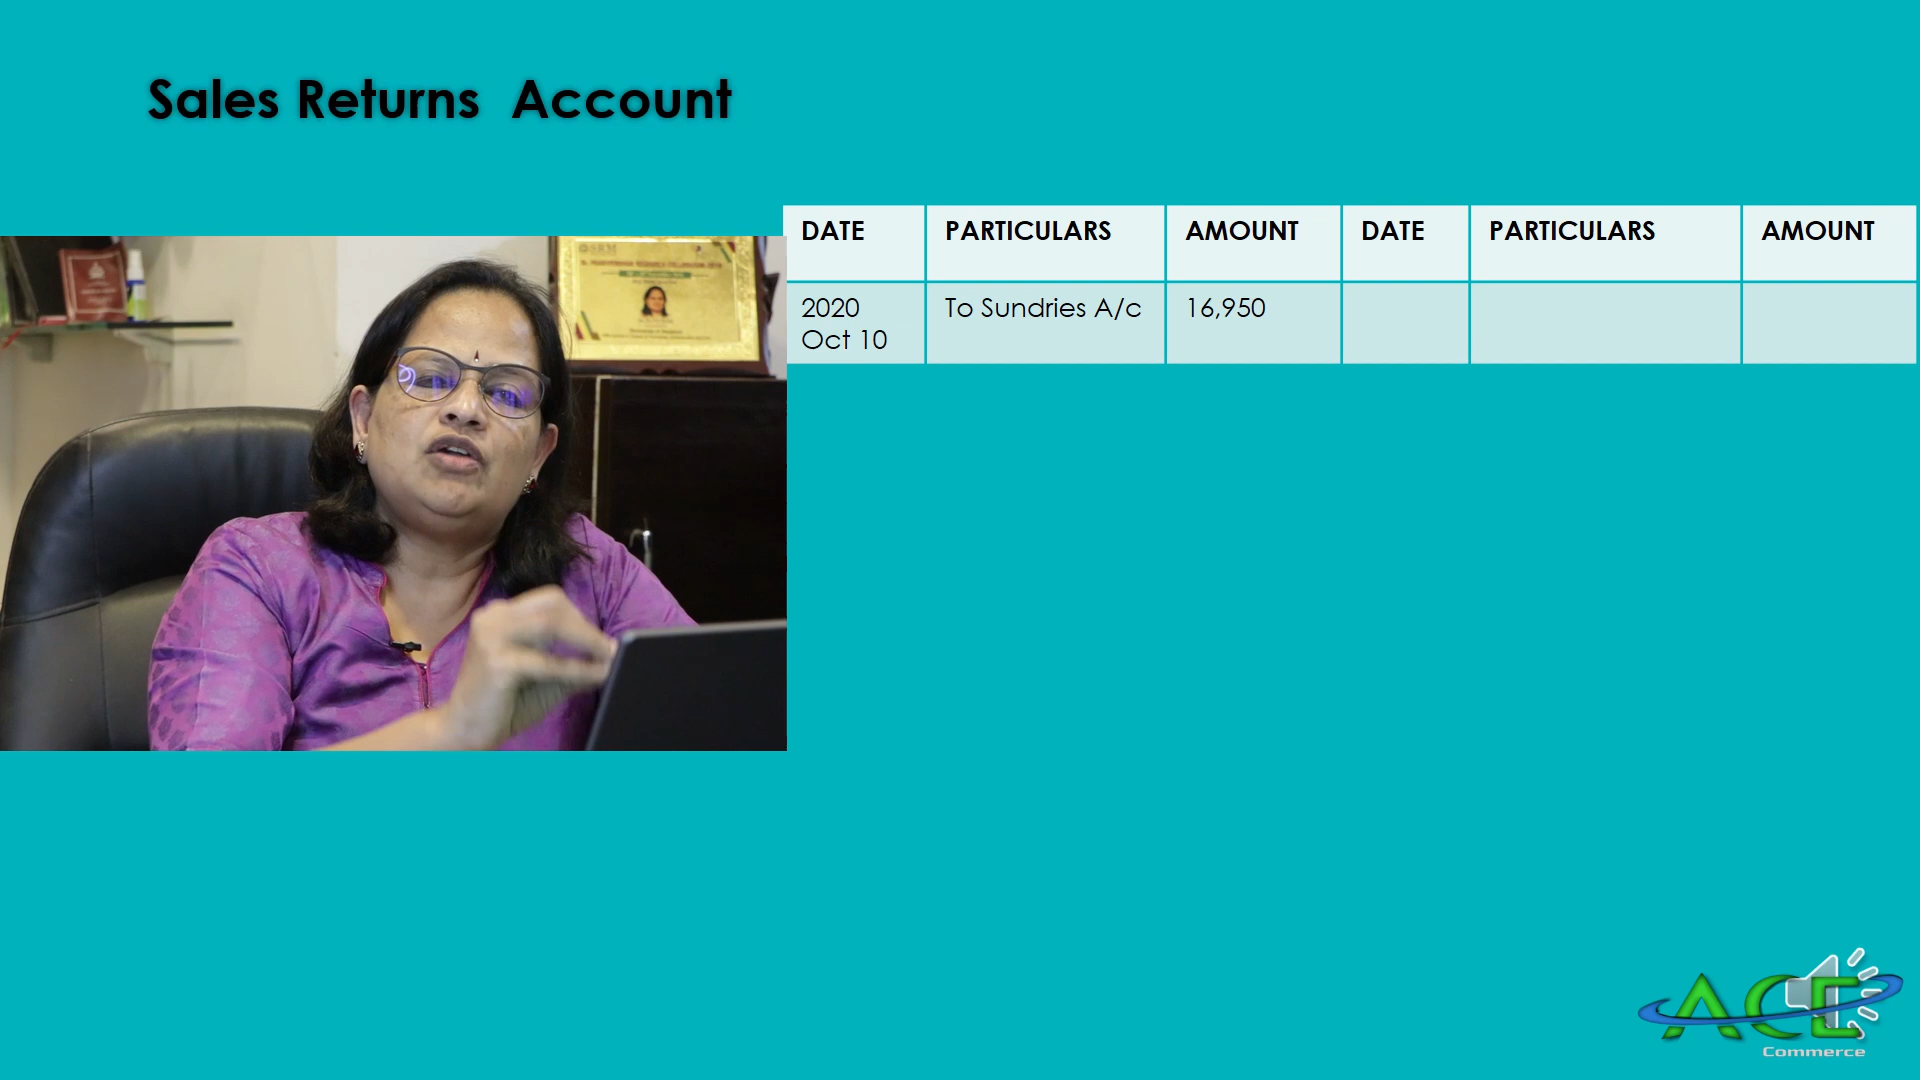 Sales Returns Account
DATE PARTICULARS AMOUNT DATE PARTICULARS AMOUNT
2020 To Sundries A/c 16,950
Oct 10
ACE
Commerce